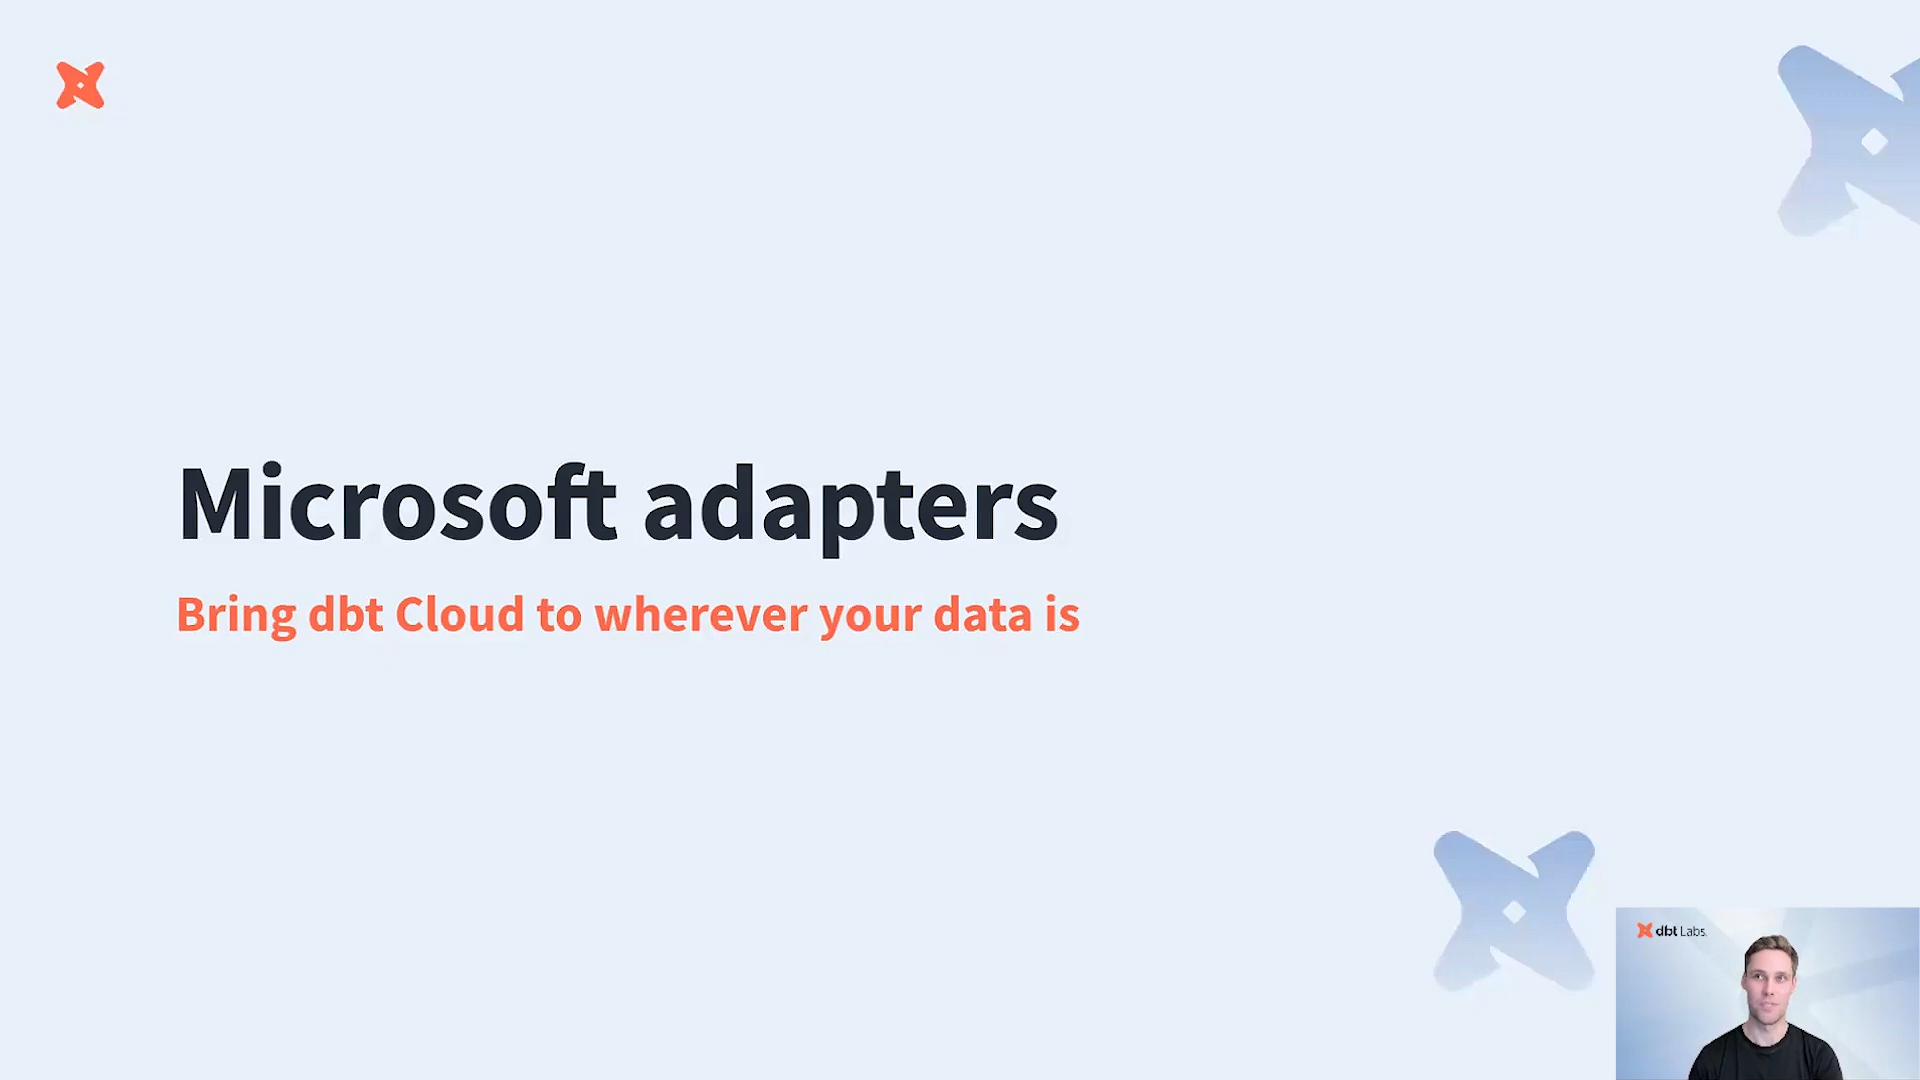 Microsoft adapters
Bring dbt Cloud to wherever your data is
dbt Labs